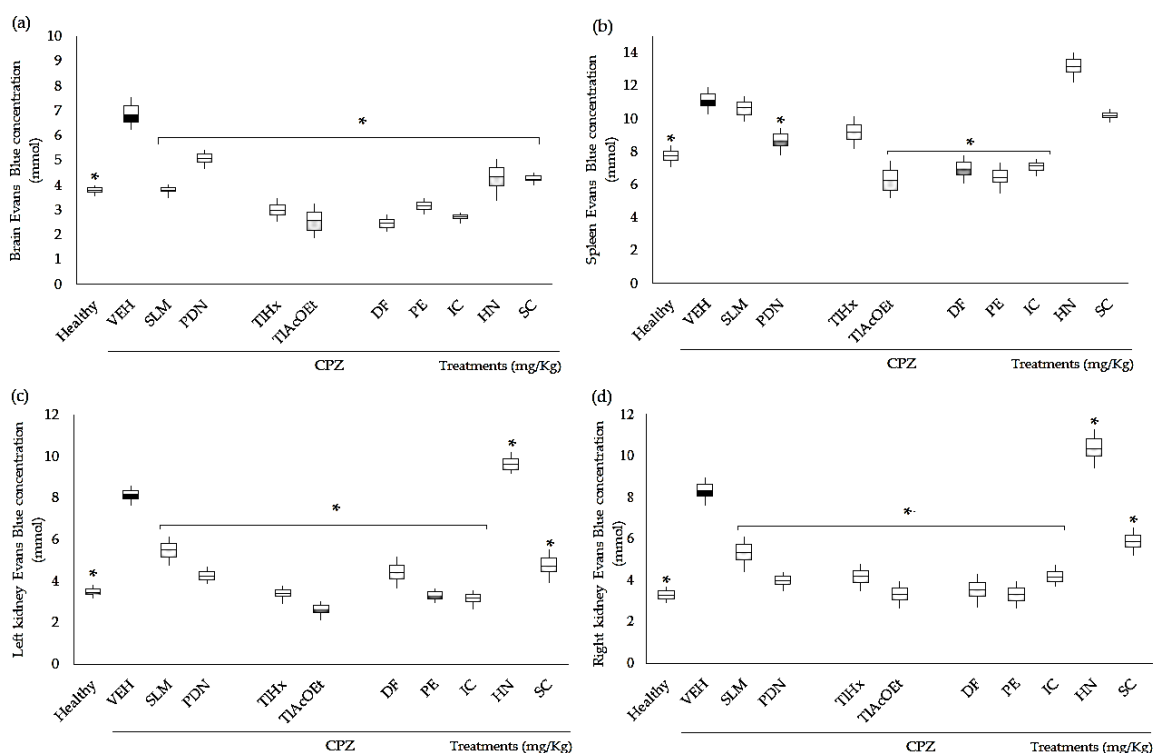 (a)
Brain Evans Blue concentration
(mmol)
10
9
8
7
6
5
4
3
2
1
0
*
*
Healthy
VEH
SLM
PDN
TlHx
TlAcOEt
DF
PE
IC
HN
SC
CPZ
Treatments (mg/Kg)
(b)
Spleen Evans Blue concentration
(mmol)
14
12
10
8
6
4
2
0
*
*
*
Healthy
VEH
SLM
PDN
TlHx
TlAcOEt
DF
PE
IC
HN
SC
CPZ
Treatments (mg/Kg)
(c)
Left kidney Evans Blue concentration
(mmol)
12
10
8
6
4
2
0
*
*
*
*
Healthy
VEH
SLM
PDN
TlHx
TlAcOEt
DF
PE
IC
HN
SC
CPZ
Treatments (mg/Kg)
(d)
Right kidney Evans Blue concentration
(mmol)
12
10
8
6
4
2
0
*
*
*
*
Healthy
VEH
SLM
PDN
TlHx
TlAcOEt
DF
PE
IC
HN
SC
CPZ
Treatments (mg/Kg)